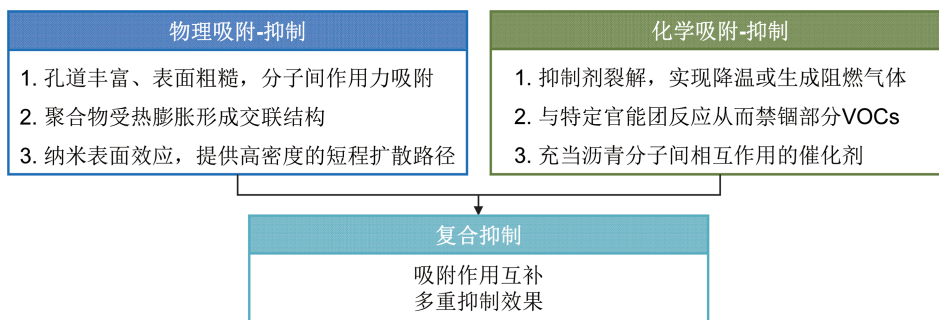 物理吸附-抑制
1. 孔道丰富、表面粗糙，分子间作用力吸附
2. 聚合物受热膨胀形成交联结构
3. 纳米表面效应，提供高密度的短程扩散路径
化学吸附-抑制
1. 抑制剂裂解，实现降温或生成阻燃气体
2. 与特定官能团反应从而禁锢部分VOCs
3. 充当沥青分子间相互作用的催化剂
复合抑制
吸附作用互补
多重抑制效果